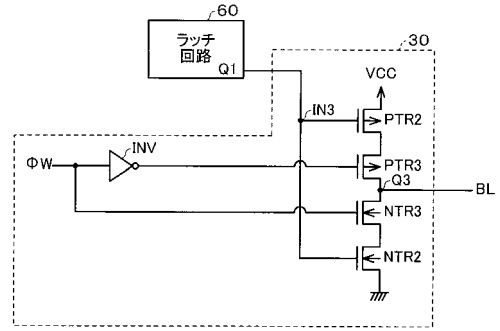 60
ラッチ
回路
Q1
30
VCC
IN3
PTR2
INV
ΦW
PTR3
Q3
BL
NTR3
NTR2